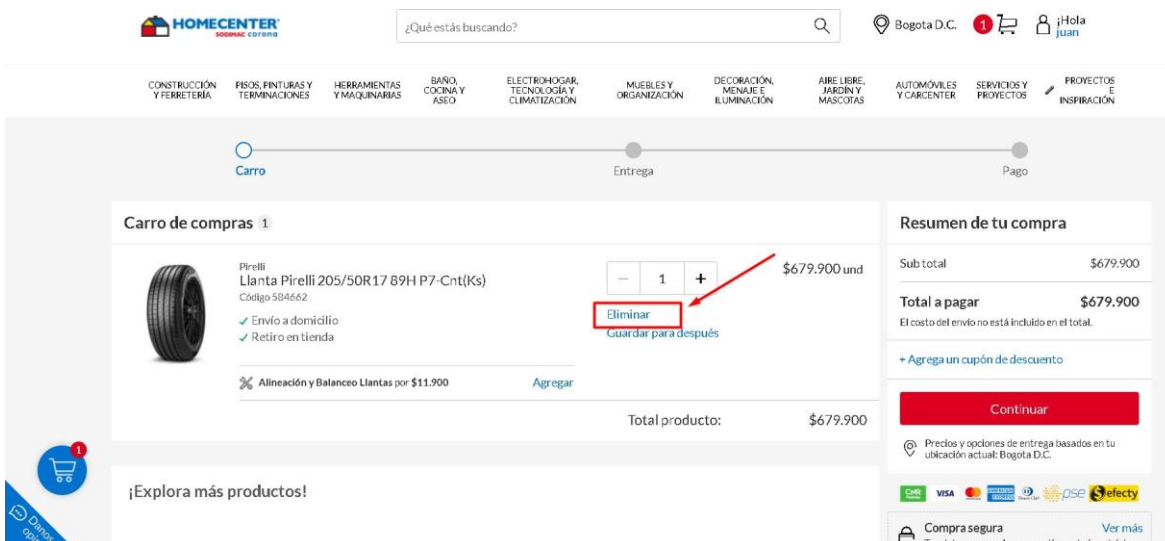 HOMECENTER
SODIMAC corona
¿Qué estás buscando?
Bogota D.C.
1
¡Hola
juan
CONSTRUCCIÓN
Y FERRETERÍA
PISOS, PINTURAS Y
TERMINACIONES
HERRAMIENTAS
Y MAQUINARIAS
BAÑO,
COCINA Y
ASEO
ELECTROHOGAR,
TECNOLOGÍA Y
CLIMATIZACIÓN
MUEBLES Y
ORGANIZACIÓN
DECORACIÓN,
MENAJE E
ILUMINACIÓN
AIRE LIBRE,
JARDÍN Y
MASCOTAS
AUTOMÓVILES
Y CARCENTER
SERVICIOS Y
PROYECTOS
PROYECTOS
E
INSPIRACIÓN
Carro
Entrega
Pago
Carro de compras 1
Pirelli
Llanta Pirelli 205/50R17 89H P7-Cnt(Ks)
Código 584662
Envío a domicilio
Retiro en tienda
Alineación y Balanceo Llantas por $11.900
Agregar
− 1 +
Eliminar
Guardar para después
$679.900 und
Total producto: $679.900
Resumen de tu compra
Subtotal $679.900
Total a pagar $679.900
El costo del envío no está incluido en el total.
+ Agrega un cupón de descuento
Continuar
Precios y opciones de entrega basados en tu
ubicación actual: Bogota D.C.
CMR VISA pse Efecty
Compra segura Ver más
1
Danos
¡Explora más productos!